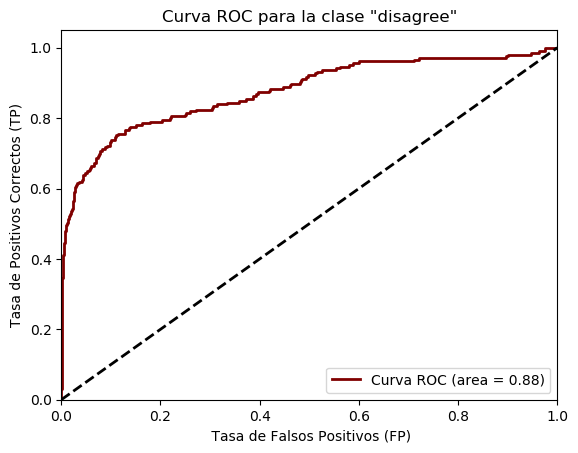 Curva ROC para la clase "disagree"
Tasa de Positivos Correctos (TP)
1.0
0.8
0.6
0.4
0.2
0.0
0.0 0.2 0.4 0.6 0.8 1.0
Curva ROC (area = 0.88)
Tasa de Falsos Positivos (FP)